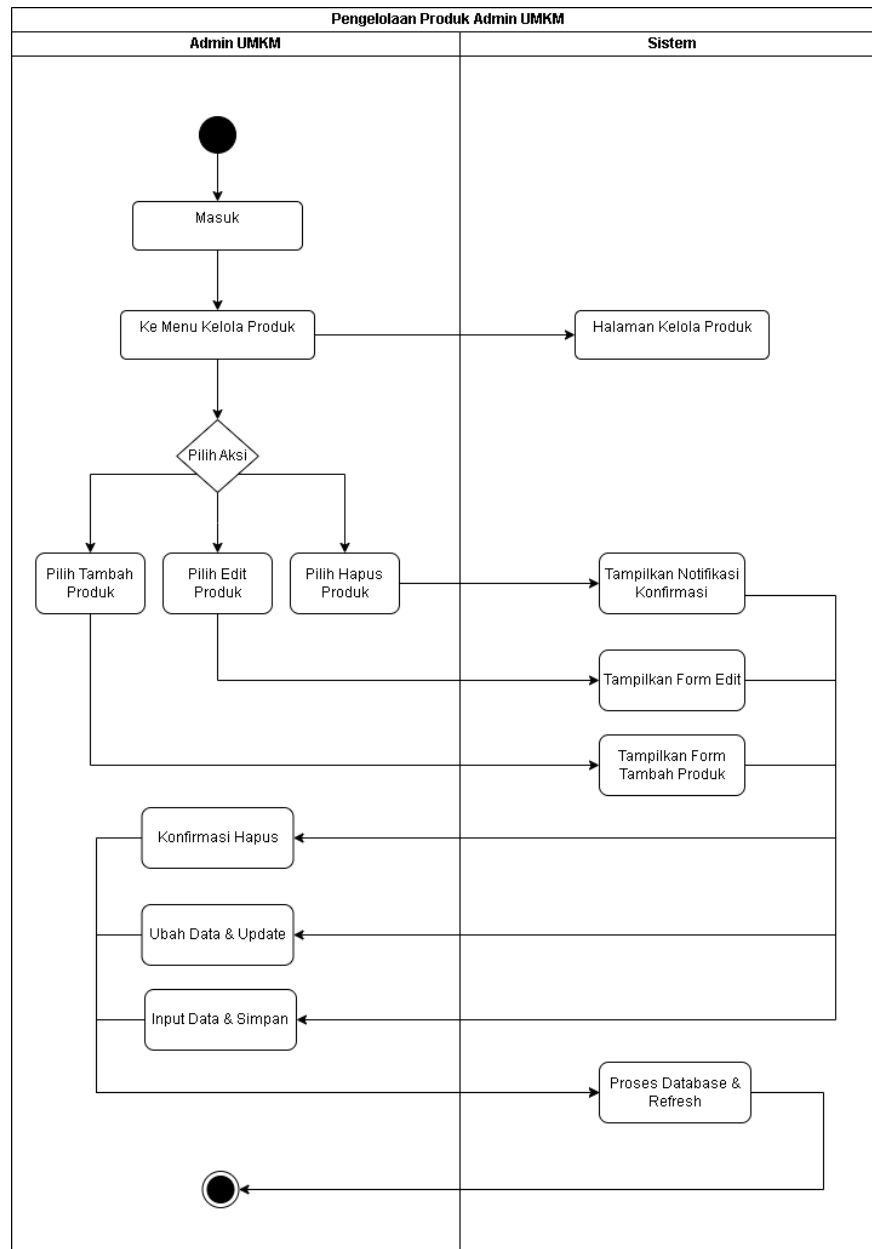 Pengelolaan Produk Admin UMKM
Admin UMKM
Sistem
Masuk
Ke Menu Kelola Produk
Halaman Kelola Produk
Pilih Aksi
Pilih Tambah
Produk
Pilih Edit
Produk
Pilih Hapus
Produk
Tampilkan Notifikasi
Konfirmasi
Tampilkan Form Edit
Tampilkan Form
Tambah Produk
Konfirmasi Hapus
Ubah Data & Update
Input Data & Simpan
Proses Database &
Refresh